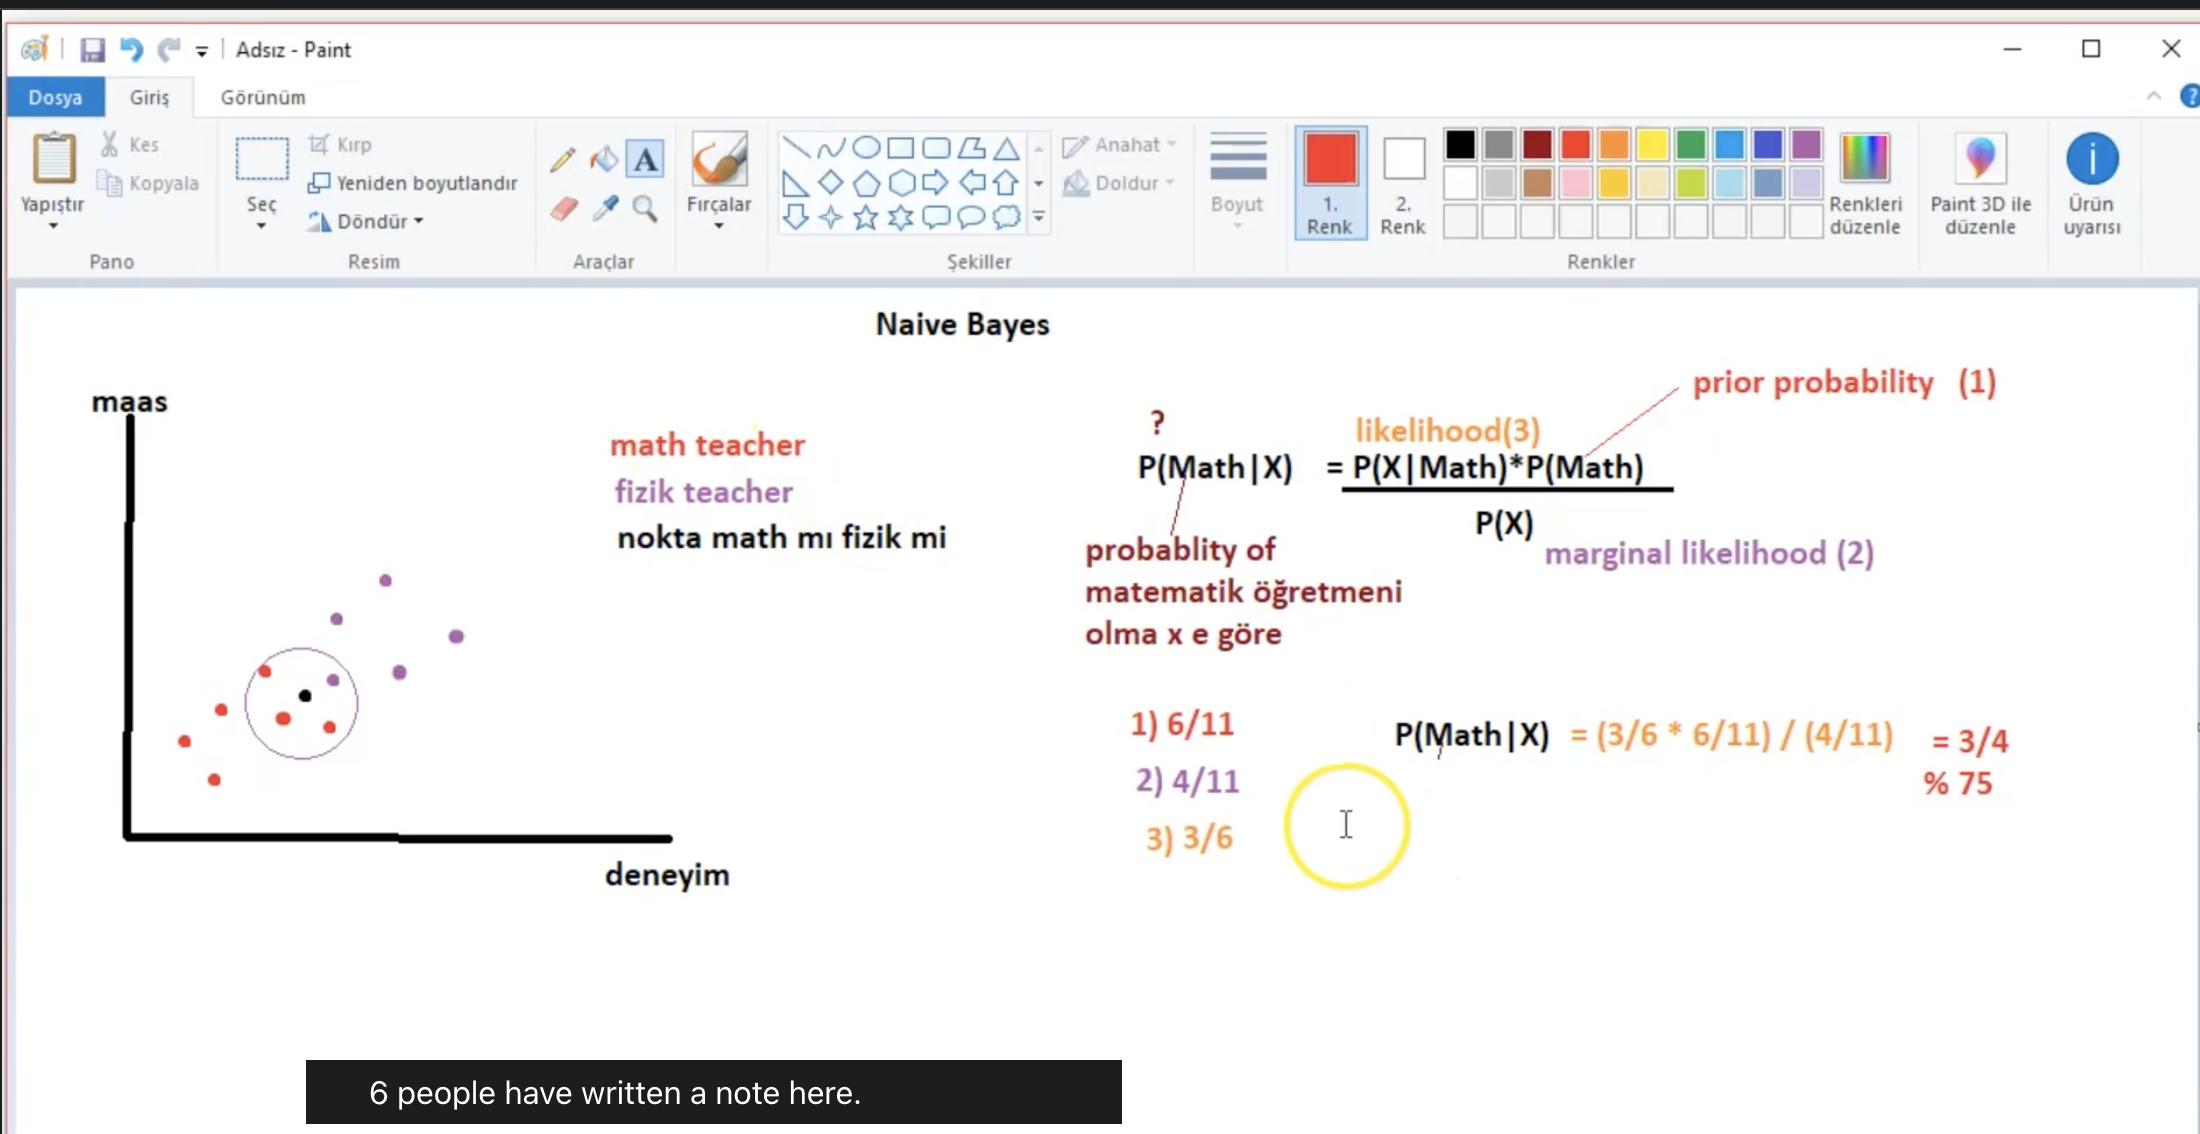 Adsız - Paint
Dosya
Giriş
Görünüm
Yapıştır
Kes
Kopyala
Pano
Seç
Kırp
Yeniden boyutlandır
Döndür
Resim
A
Araçlar
Fırçalar
Anahat
Doldur
Şekiller
Boyut
1.
Renk
2.
Renk
Renkleri
düzenle
Renkler
Paint 3D ile
düzenle
Ürün
uyarısı
Naive Bayes
maas
math teacher
fizik teacher
nokta math mı fizik mi
deneyim
prior probability (1)
?
likelihood(3)
P(Math|X) = P(X|Math)*P(Math)
P(X)
marginal likelihood (2)
probablity of
matematik öğretmeni
olma x e göre
1) 6/11
2) 4/11
3) 3/6
P(Math|X) = (3/6 * 6/11) / (4/11) = 3/4
% 75
6 people have written a note here.